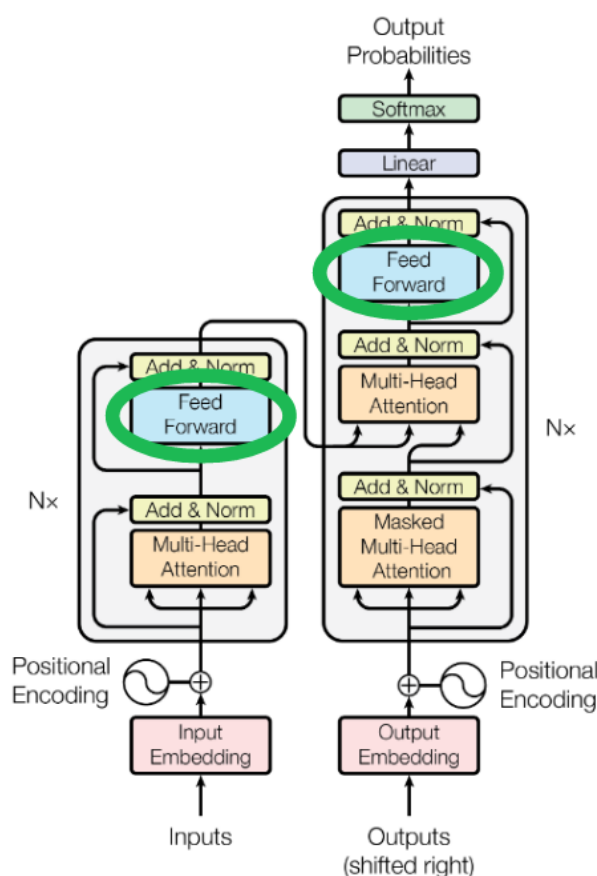 Output
Probabilities
Softmax
Linear
Add & Norm
Feed
Forward
Add & Norm
Multi-Head
Attention
Add & Norm
Masked
Multi-Head
Attention
Nx
Positional
Encoding
Output
Embedding
Outputs
(shifted right)
Add & Norm
Feed
Forward
Add & Norm
Multi-Head
Attention
Nx
Positional
Encoding
Input
Embedding
Inputs